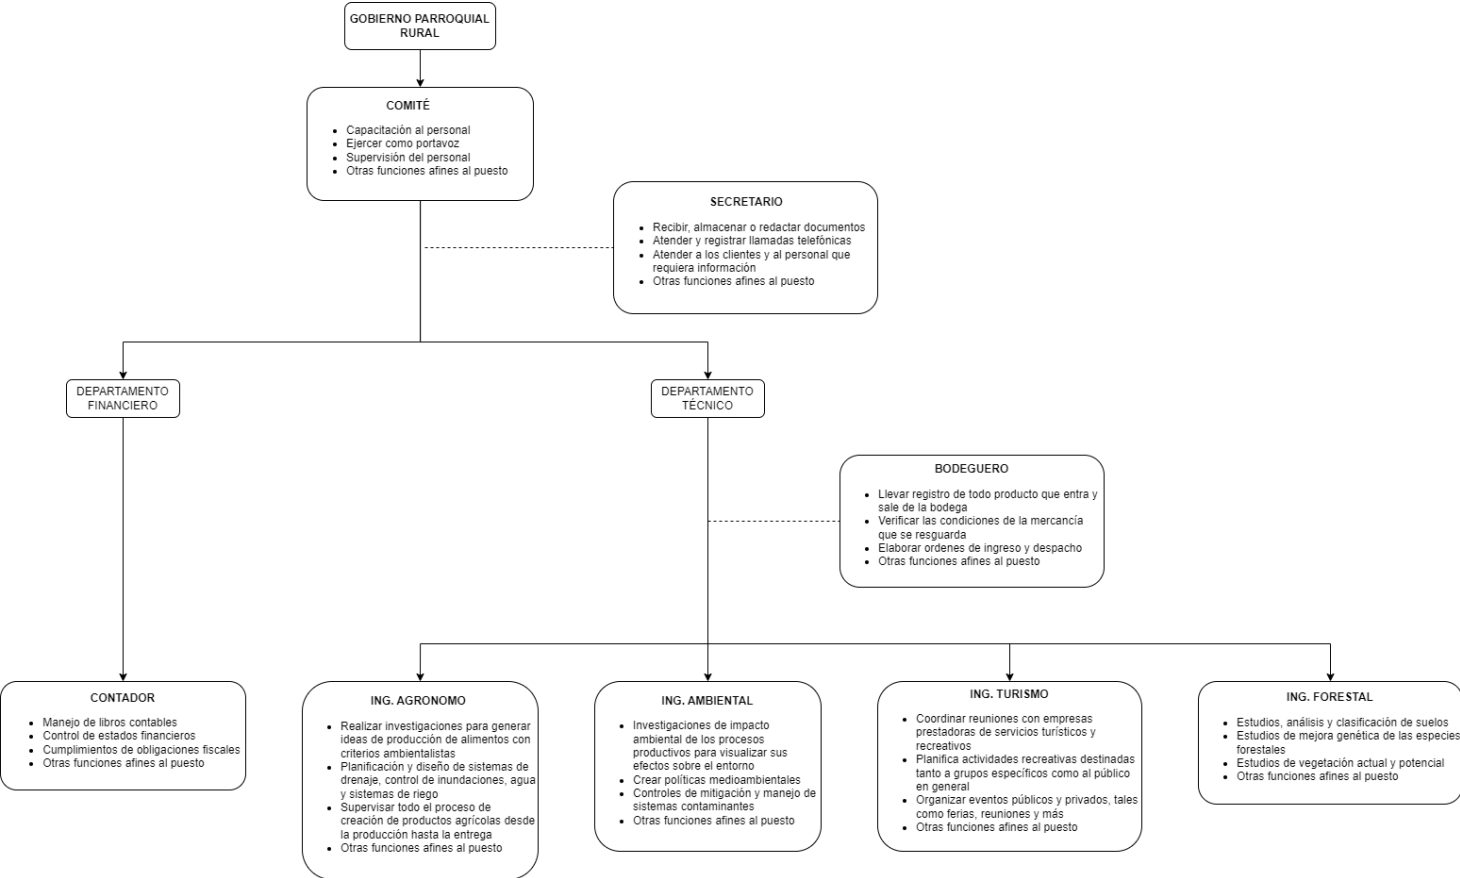 GOBIERNO PARROQUIAL
RURAL
COMITÉ
• Capacitación al personal
• Ejercer como portavoz
• Supervisión del personal
• Otras funciones afines al puesto
SECRETARIO
• Recibir, almacenar o redactar documentos
• Atender y registrar llamadas telefónicas
• Atender a los clientes y al personal que
requiera información
• Otras funciones afines al puesto
DEPARTAMENTO
FINANCIERO
DEPARTAMENTO
TÉCNICO
BODEGUERO
• Llevar registro de todo producto que entra y
sale de la bodega
• Verificar las condiciones de la mercancía
que se resguarda
• Elaborar ordenes de ingreso y despacho
• Otras funciones afines al puesto
CONTADOR
• Manejo de libros contables
• Control de estados financieros
• Cumplimientos de obligaciones fiscales
• Otras funciones afines al puesto
ING. AGRONOMO
• Realizar investigaciones para generar
ideas de producción de alimentos con
criterios ambientalistas
• Planificación y diseño de sistemas de
drenaje, control de inundaciones, agua
y sistemas de riego
• Supervisar todo el proceso de
creación de productos agrícolas desde
la producción hasta la entrega
• Otras funciones afines al puesto
ING. AMBIENTAL
• Investigaciones de impacto
ambiental de los procesos
productivos para visualizar sus
efectos sobre el entorno
• Crear políticas medioambientales
• Controles de mitigación y manejo de
sistemas contaminantes
• Otras funciones afines al puesto
ING. TURISMO
• Coordinar reuniones con empresas
prestadoras de servicios turísticos y
recreativos
• Planifica actividades recreativas destinadas
tanto a grupos específicos como al público
en general
• Organizar eventos públicos y privados, tales
como ferias, reuniones y más
• Otras funciones afines al puesto
ING. FORESTAL
• Estudios, análisis y clasificación de suelos
• Estudios de mejora genética de las especies
forestales
• Estudios de vegetación actual y potencial
• Otras funciones afines al puesto